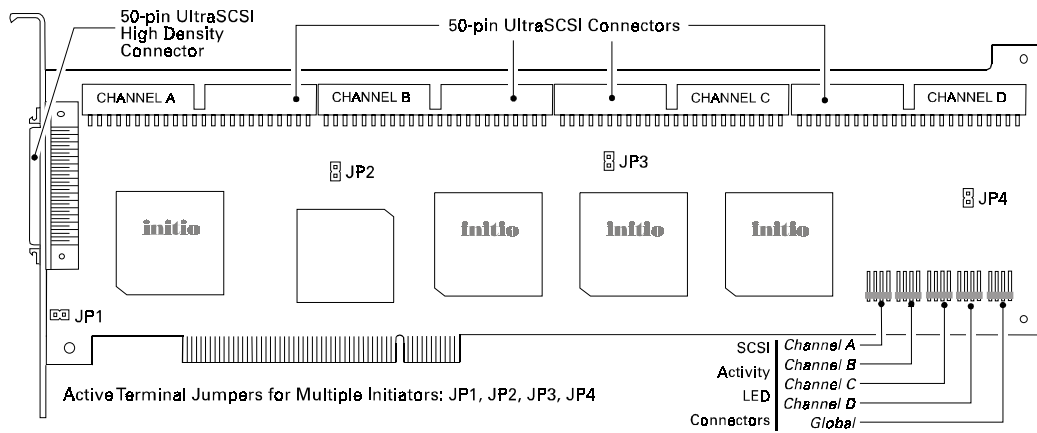 50-pin UltraSCSI
High Density
Connector
50-pin UltraSCSI Connectors
CHANNEL A
CHANNEL B
CHANNEL C
CHANNEL D
JP2
JP3
JP4
initio
initio
initio
initio
JP1
Active Terminal Jumpers for Multiple Initiators: JP1, JP2, JP3, JP4
SCSI
Activity
LED
Connectors
Channel A
Channel B
Channel C
Channel D
Global